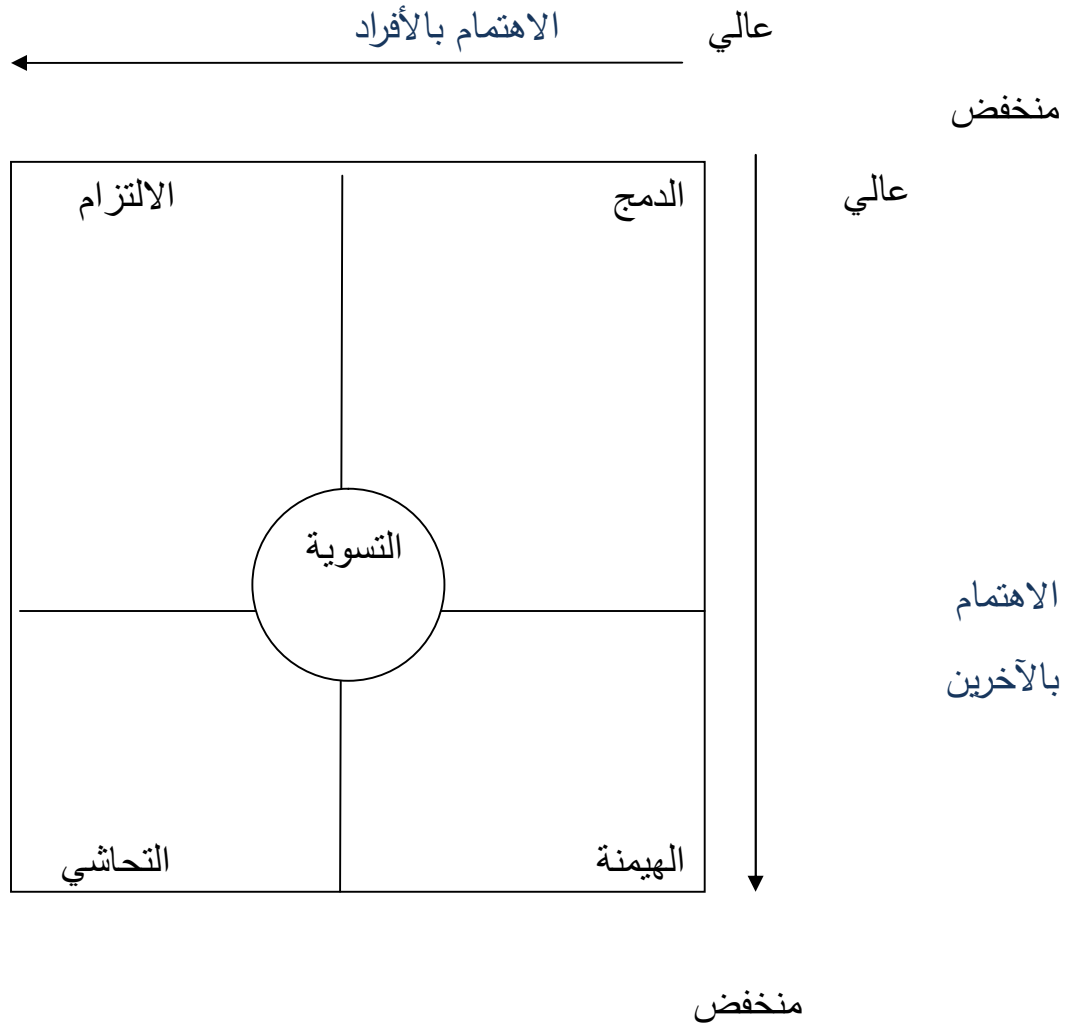 عالي الاهتمام بالأفراد
منخفض
عالي
الدمج
الالتزام
التسوية
الاهتمام
بالآخرين
الهيمنة
التحاشي
منخفض